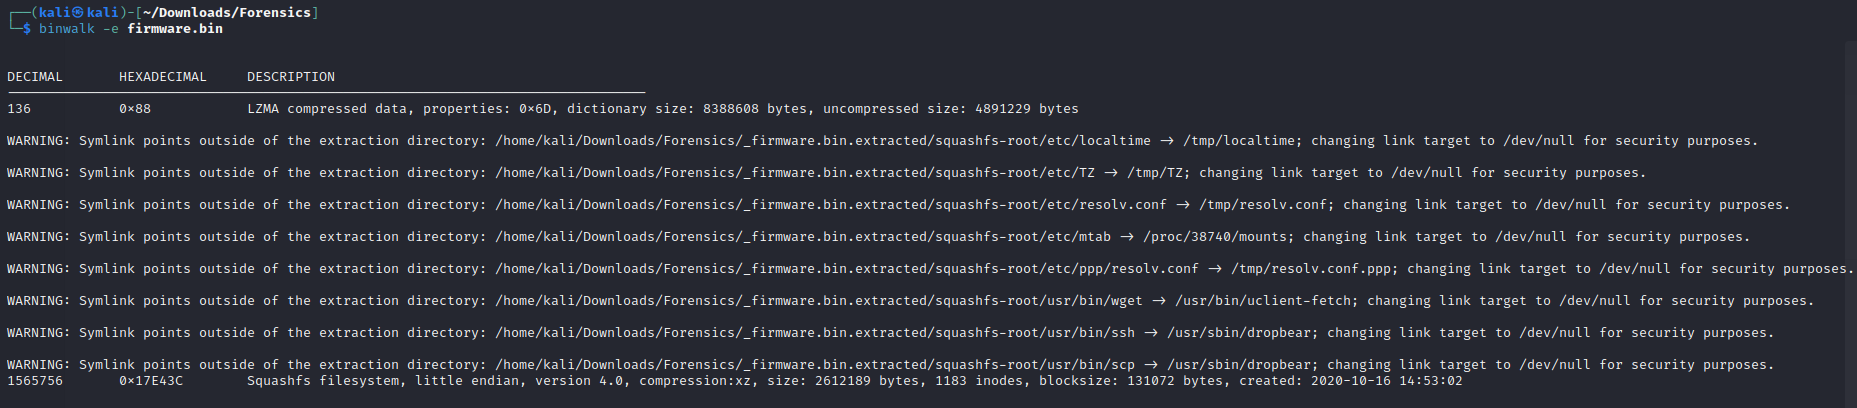 ┌──(kali㉿kali)-[~/Downloads/Forensics]
└─$ binwalk -e firmware.bin
DECIMAL       HEXADECIMAL     DESCRIPTION
136           0×88            LZMA compressed data, properties: 0×6D, dictionary size: 8388608 bytes, uncompressed size: 4891229 bytes
WARNING: Symlink points outside of the extraction directory: /home/kali/Downloads/Forensics/_firmware.bin.extracted/squashfs-root/etc/localtime → /tmp/localtime; changing link target to /dev/null for security purposes.
WARNING: Symlink points outside of the extraction directory: /home/kali/Downloads/Forensics/_firmware.bin.extracted/squashfs-root/etc/TZ → /tmp/TZ; changing link target to /dev/null for security purposes.
WARNING: Symlink points outside of the extraction directory: /home/kali/Downloads/Forensics/_firmware.bin.extracted/squashfs-root/etc/resolv.conf → /tmp/resolv.conf; changing link target to /dev/null for security purposes.
WARNING: Symlink points outside of the extraction directory: /home/kali/Downloads/Forensics/_firmware.bin.extracted/squashfs-root/etc/mtab → /proc/38740/mounts; changing link target to /dev/null for security purposes.
WARNING: Symlink points outside of the extraction directory: /home/kali/Downloads/Forensics/_firmware.bin.extracted/squashfs-root/etc/ppp/resolv.conf → /tmp/resolv.conf.ppp; changing link target to /dev/null for security purposes.
WARNING: Symlink points outside of the extraction directory: /home/kali/Downloads/Forensics/_firmware.bin.extracted/squashfs-root/usr/bin/wget → /usr/bin/uclient-fetch; changing link target to /dev/null for security purposes.
WARNING: Symlink points outside of the extraction directory: /home/kali/Downloads/Forensics/_firmware.bin.extracted/squashfs-root/usr/bin/ssh → /usr/sbin/dropbear; changing link target to /dev/null for security purposes.
WARNING: Symlink points outside of the extraction directory: /home/kali/Downloads/Forensics/_firmware.bin.extracted/squashfs-root/usr/bin/scp → /usr/sbin/dropbear; changing link target to /dev/null for security purposes.
1565756       0×17E43C        Squashfs filesystem, little endian, version 4.0, compression:xz, size: 2612189 bytes, 1183 inodes, blocksize: 131072 bytes, created: 2020-10-16 14:53:02